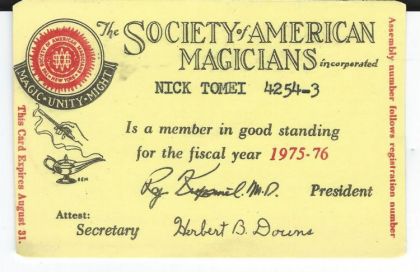 The SOCIETY of AMERICAN
MAGICIANS incorporated
MAGIC · UNITY · MIGHT
NICK TOMEI 4254-3
Is a member in good standing
for the fiscal year 1975-76
M.D. President
Attest:
Secretary Herbert B. Downs
This Card Expires August 31.
Assembly number follows registration number